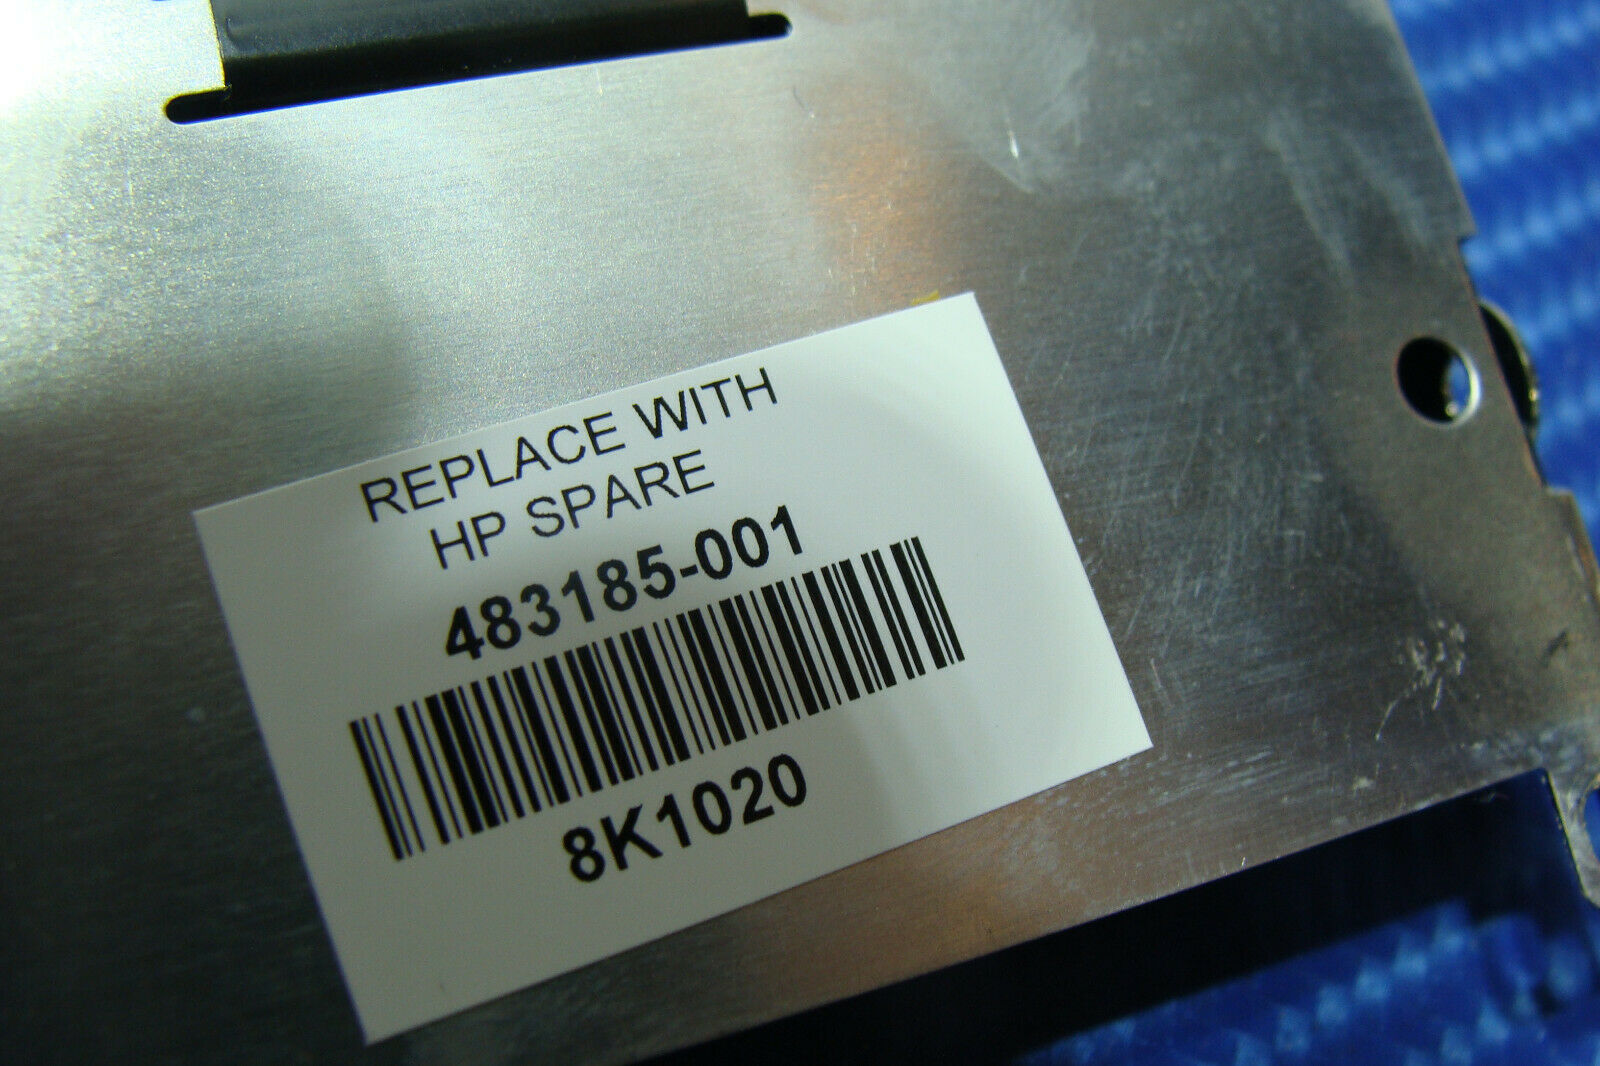 REPLACE WITH
HP SPARE
483185-001
8K1020